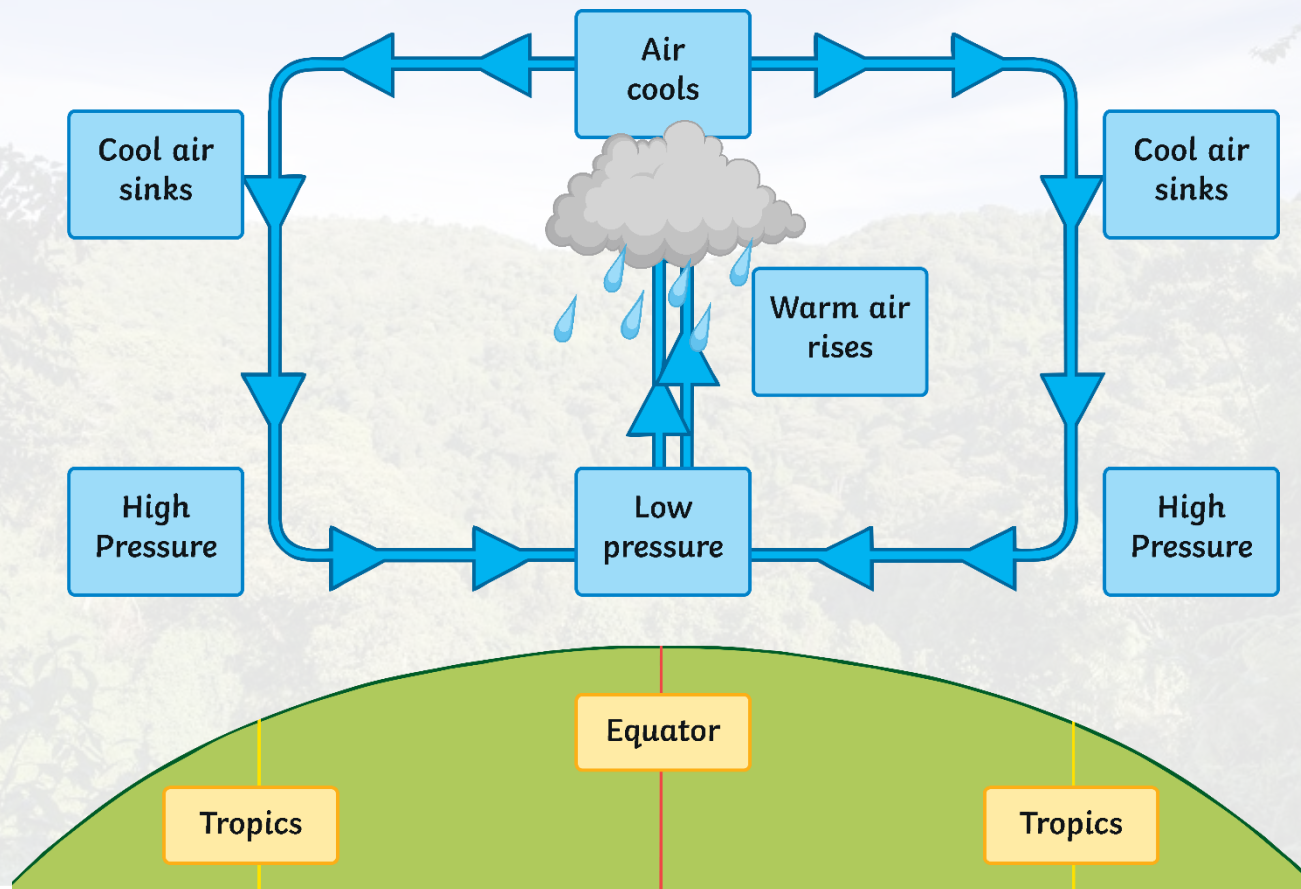 Air
cools
Cool air
sinks
Cool air
sinks
Warm air
rises
High
Pressure
Low
pressure
High
Pressure
Equator
Tropics
Tropics